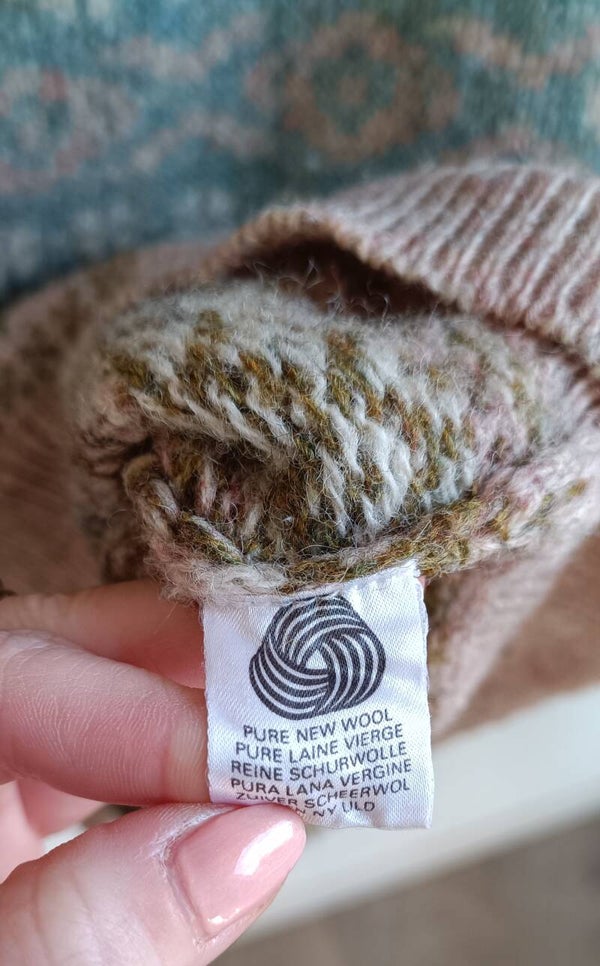 PURE NEW WOOL
PURE LAINE VIERGE
REINE SCHURWOLLE
PURA LANA VERGINE
ZUIVER SCHEERWOL
NY ULD